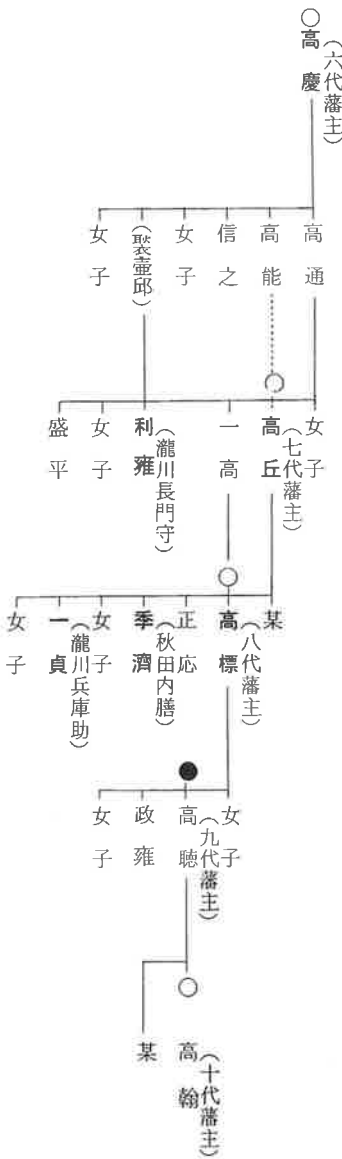 (六代藩主)
○高慶
高通
高能
信之
女子
(聚壷邱)
女子
女子
(七代藩主)
○
高丘
一高
(瀧川長門守)
利雍
女子
盛平
某
(八代藩主)
○
高標
正応
(秋田内膳)
季濟
女子
(瀧川兵庫助)
一貞
女子
女子
(九代藩主)
●
高聴
政雍
女子
(十代藩主)
○
高翰
某